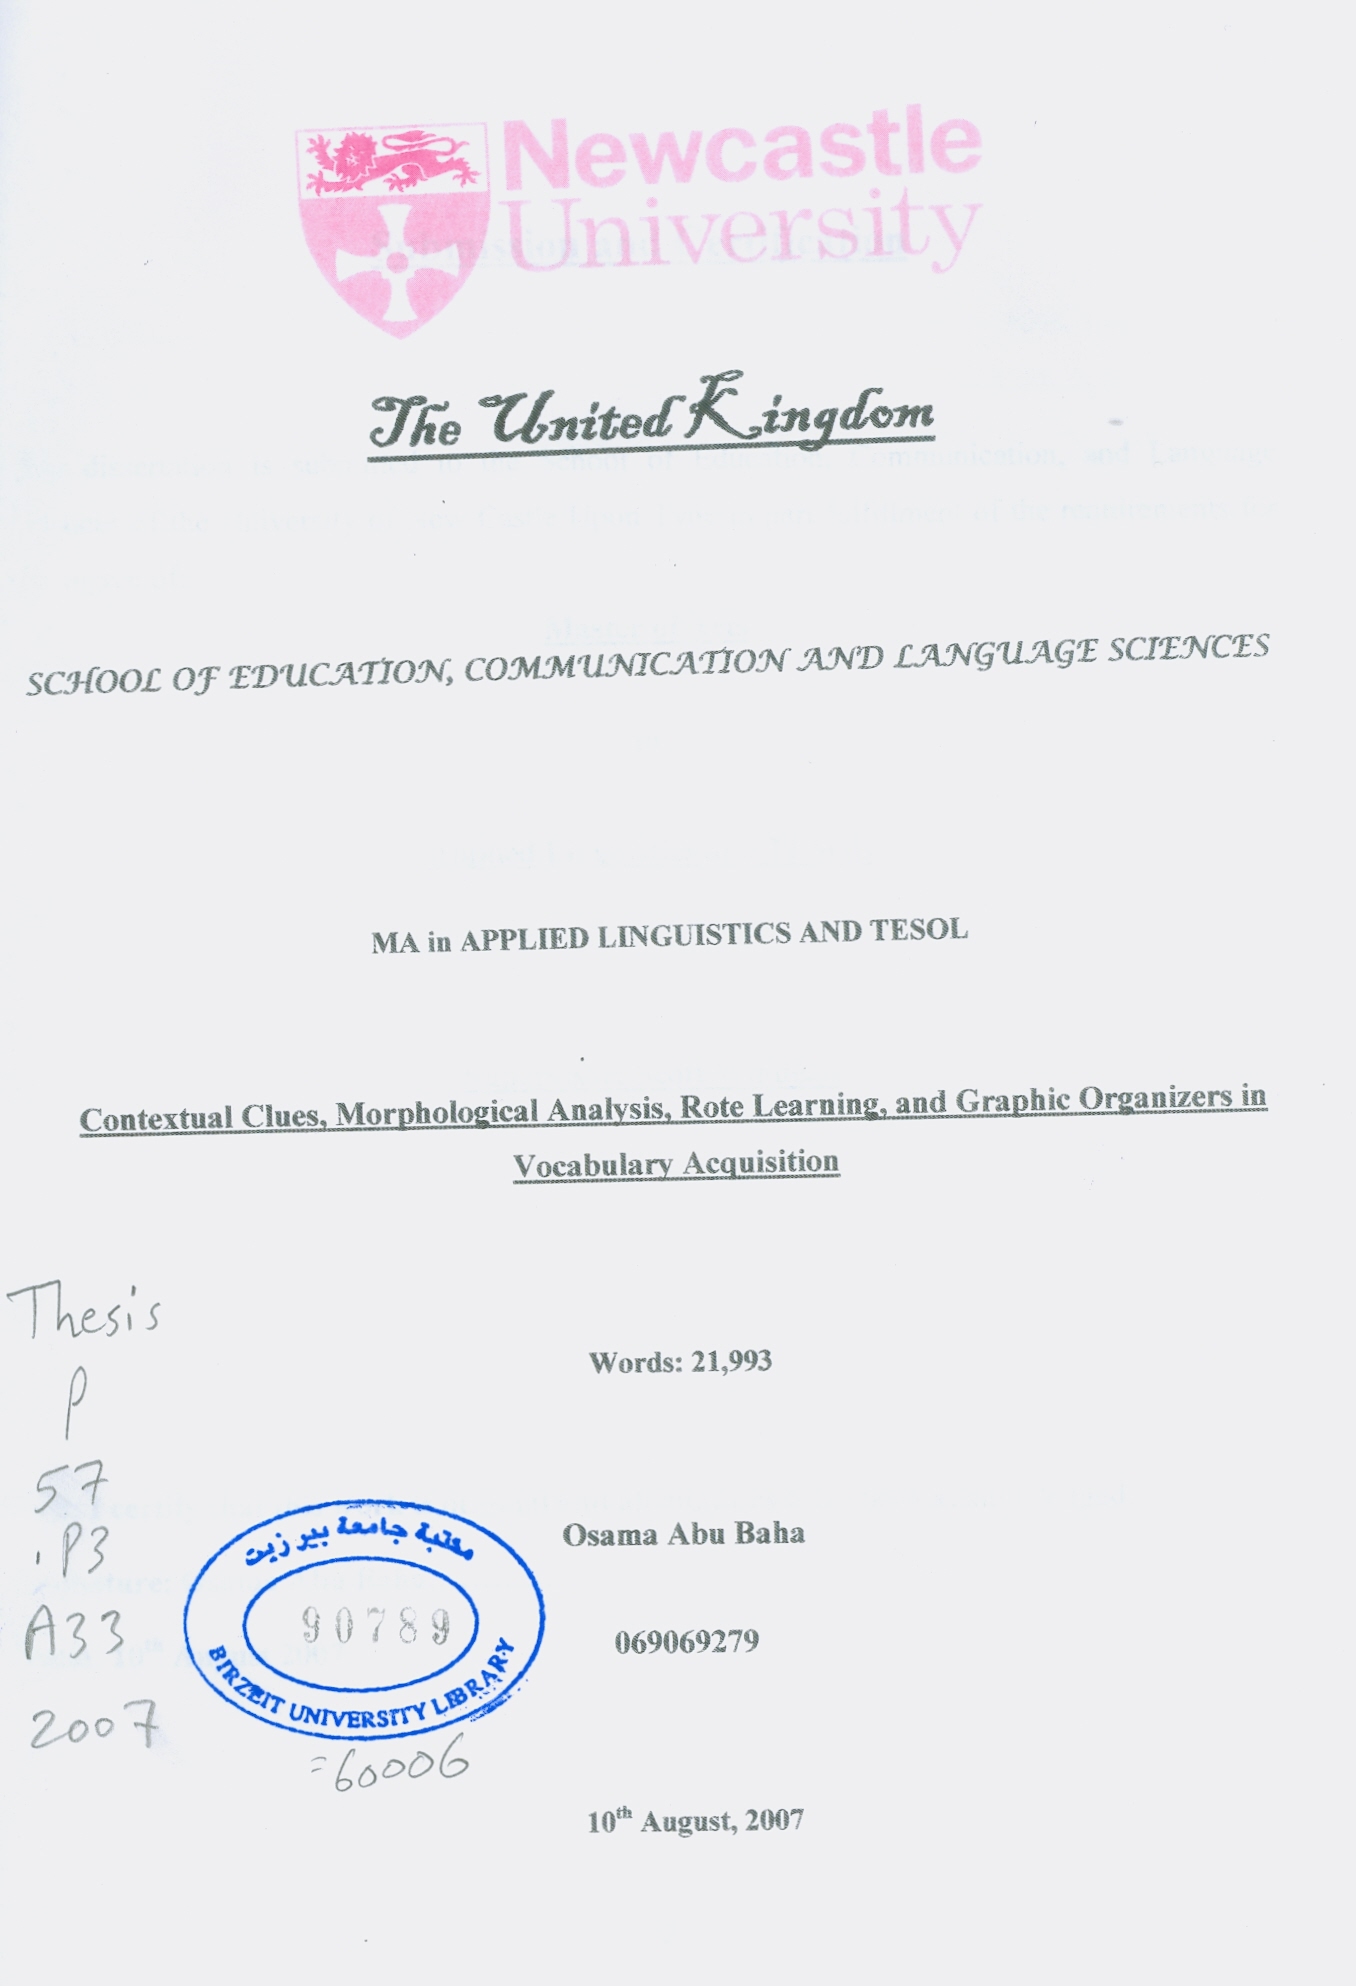 Newcastle
University
The United Kingdom
SCHOOL OF EDUCATION, COMMUNICATION AND LANGUAGE SCIENCES
MA in APPLIED LINGUISTICS AND TESOL
Contextual Clues, Morphological Analysis, Rote Learning, and Graphic Organizers in
Vocabulary Acquisition
Words: 21,993
Thesis
P
57
.P3
A33
2007
مكتبة جامعة بير زيت
90789
BIRZEIT UNIVERSITY LIBRARY
=60006
Osama Abu Baha
069069279
10th August, 2007